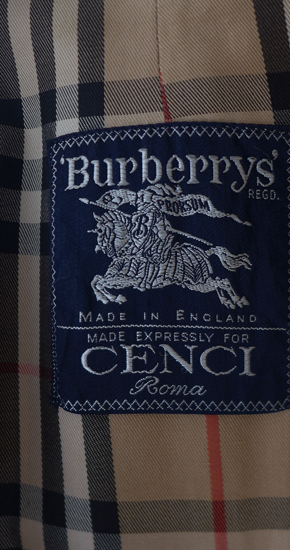 'Burberrys'
REGD.
PRORSUM
B
MADE IN ENGLAND
MADE EXPRESSLY FOR
CENCI
Roma